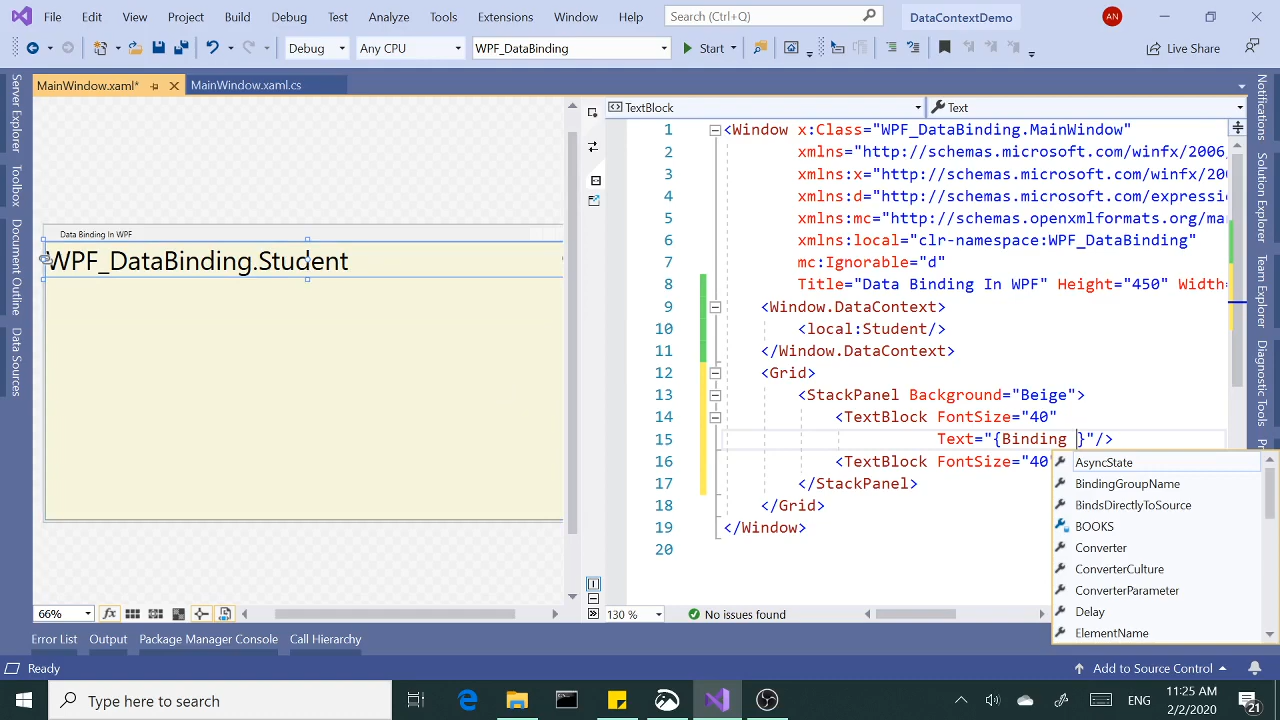 File Edit View Project Build Debug Test Analyze Tools Extensions Window Help Search (Ctrl+Q) DataContextDemo AN
Debug Any CPU WPF_DataBinding Start Live Share
MainWindow.xaml* MainWindow.xaml.cs
Server Explorer
Toolbox
Document Outline
Data Sources
Data Binding In WPF
WPF_DataBinding.Student
66%
TextBlock Text
1 <Window x:Class="WPF_DataBinding.MainWindow"
2 xmlns="http://schemas.microsoft.com/winfx/2006/
3 xmlns:x="http://schemas.microsoft.com/winfx/200
4 xmlns:d="http://schemas.microsoft.com/expressio
5 xmlns:mc="http://schemas.openxmlformats.org/mar
6 xmlns:local="clr-namespace:WPF_DataBinding"
7 mc:Ignorable="d"
8 Title="Data Binding In WPF" Height="450" Width=
9 <Window.DataContext>
10 <local:Student/>
11 </Window.DataContext>
12 <Grid>
13 <StackPanel Background="Beige">
14 <TextBlock FontSize="40"
15 Text="{Binding }"/>
16 <TextBlock FontSize="40"
17 </StackPanel>
18 </Grid>
19 </Window>
20
AsyncState
BindingGroupName
BindsDirectlyToSource
BOOKS
Converter
ConverterCulture
ConverterParameter
Delay
ElementName
130 % No issues found
Notifications
Solution Explorer
Team Explorer
Diagnostic Tools
Error List Output Package Manager Console Call Hierarchy
Ready Add to Source Control
Type here to search ENG 11:25 AM
2/2/2020 21